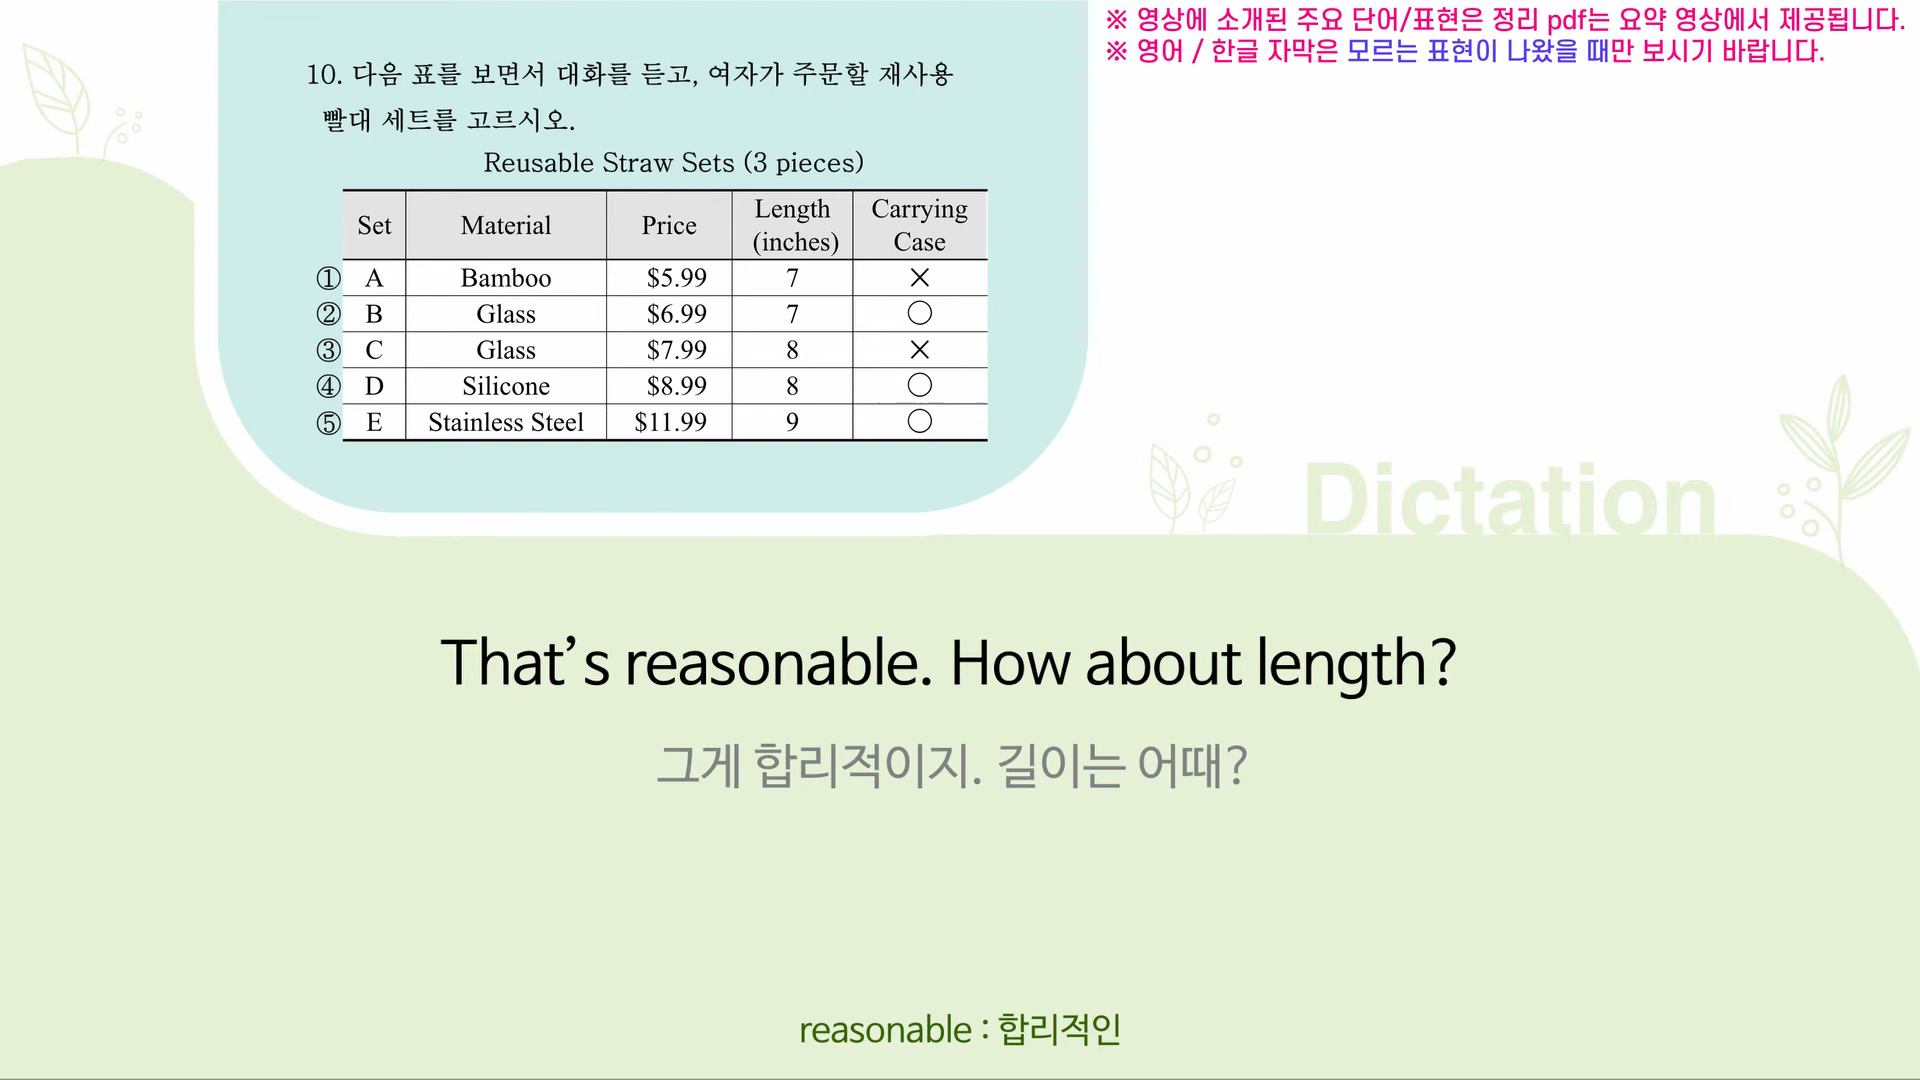 ※ 영상에 소개된 주요 단어/표현은 정리 pdf는 요약 영상에서 제공됩니다.
※ 영어 / 한글 자막은 모르는 표현이 나왔을 때만 보시기 바랍니다.
10. 다음 표를 보면서 대화를 듣고, 여자가 주문할 재사용
빨대 세트를 고르시오.
Reusable Straw Sets (3 pieces)
Set Material Price Length (inches) Carrying Case
① A Bamboo $5.99 7 ×
② B Glass $6.99 7 ○
③ C Glass $7.99 8 ×
④ D Silicone $8.99 8 ○
⑤ E Stainless Steel $11.99 9 ○
Dictation
That's reasonable. How about length?
그게 합리적이지. 길이는 어때?
reasonable : 합리적인